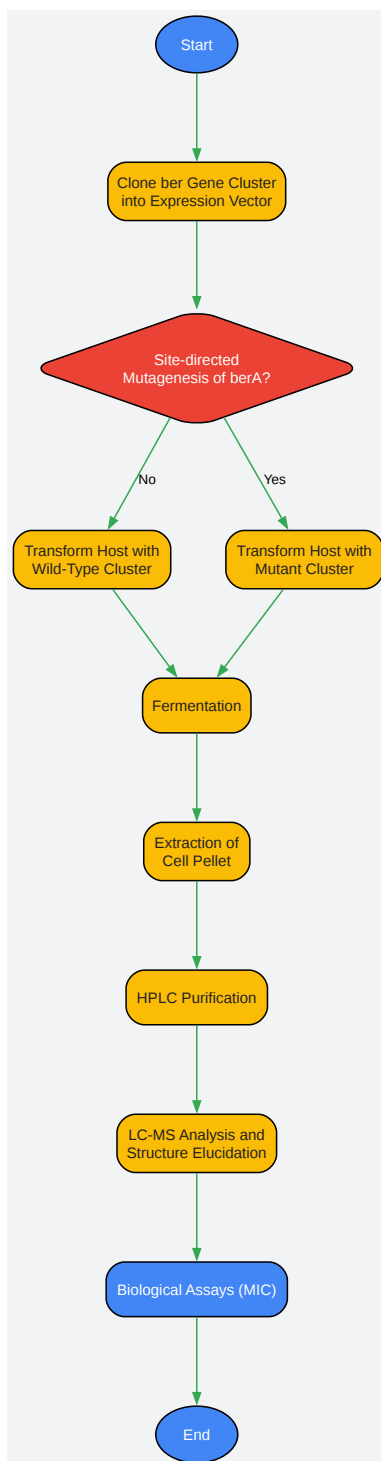 Start
Clone ber Gene Cluster
into Expression Vector
Site-directed
Mutagenesis of berA?
No
Yes
Transform Host with
Wild-Type Cluster
Transform Host with
Mutant Cluster
Fermentation
Extraction of
Cell Pellet
HPLC Purification
LC-MS Analysis and
Structure Elucidation
Biological Assays (MIC)
End